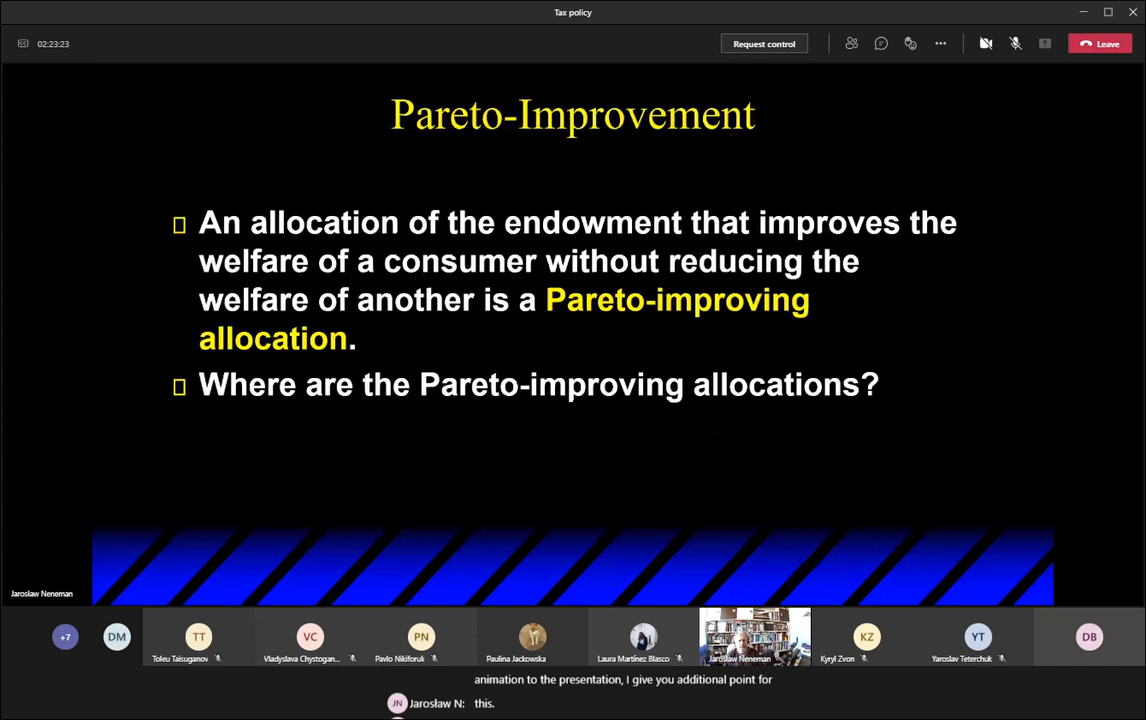 Tax policy
02:23:23
Request control
Leave
Pareto-Improvement
An allocation of the endowment that improves the
welfare of a consumer without reducing the
welfare of another is a Pareto-improving
allocation.
Where are the Pareto-improving allocations?
Jarosław Neneman
+7
DM
TT
VC
PN
KZ
YT
DB
Toleu Taisuganov
Vladyslava Chystogan...
Pavlo Nikiforuk
Paulina Jackowska
Laura Martínez Blasco
Jarosław Neneman
Kyryl Zvon
Yaroslav Teterchuk
animation to the presentation, I give you additional point for
JN Jarosław N: this.